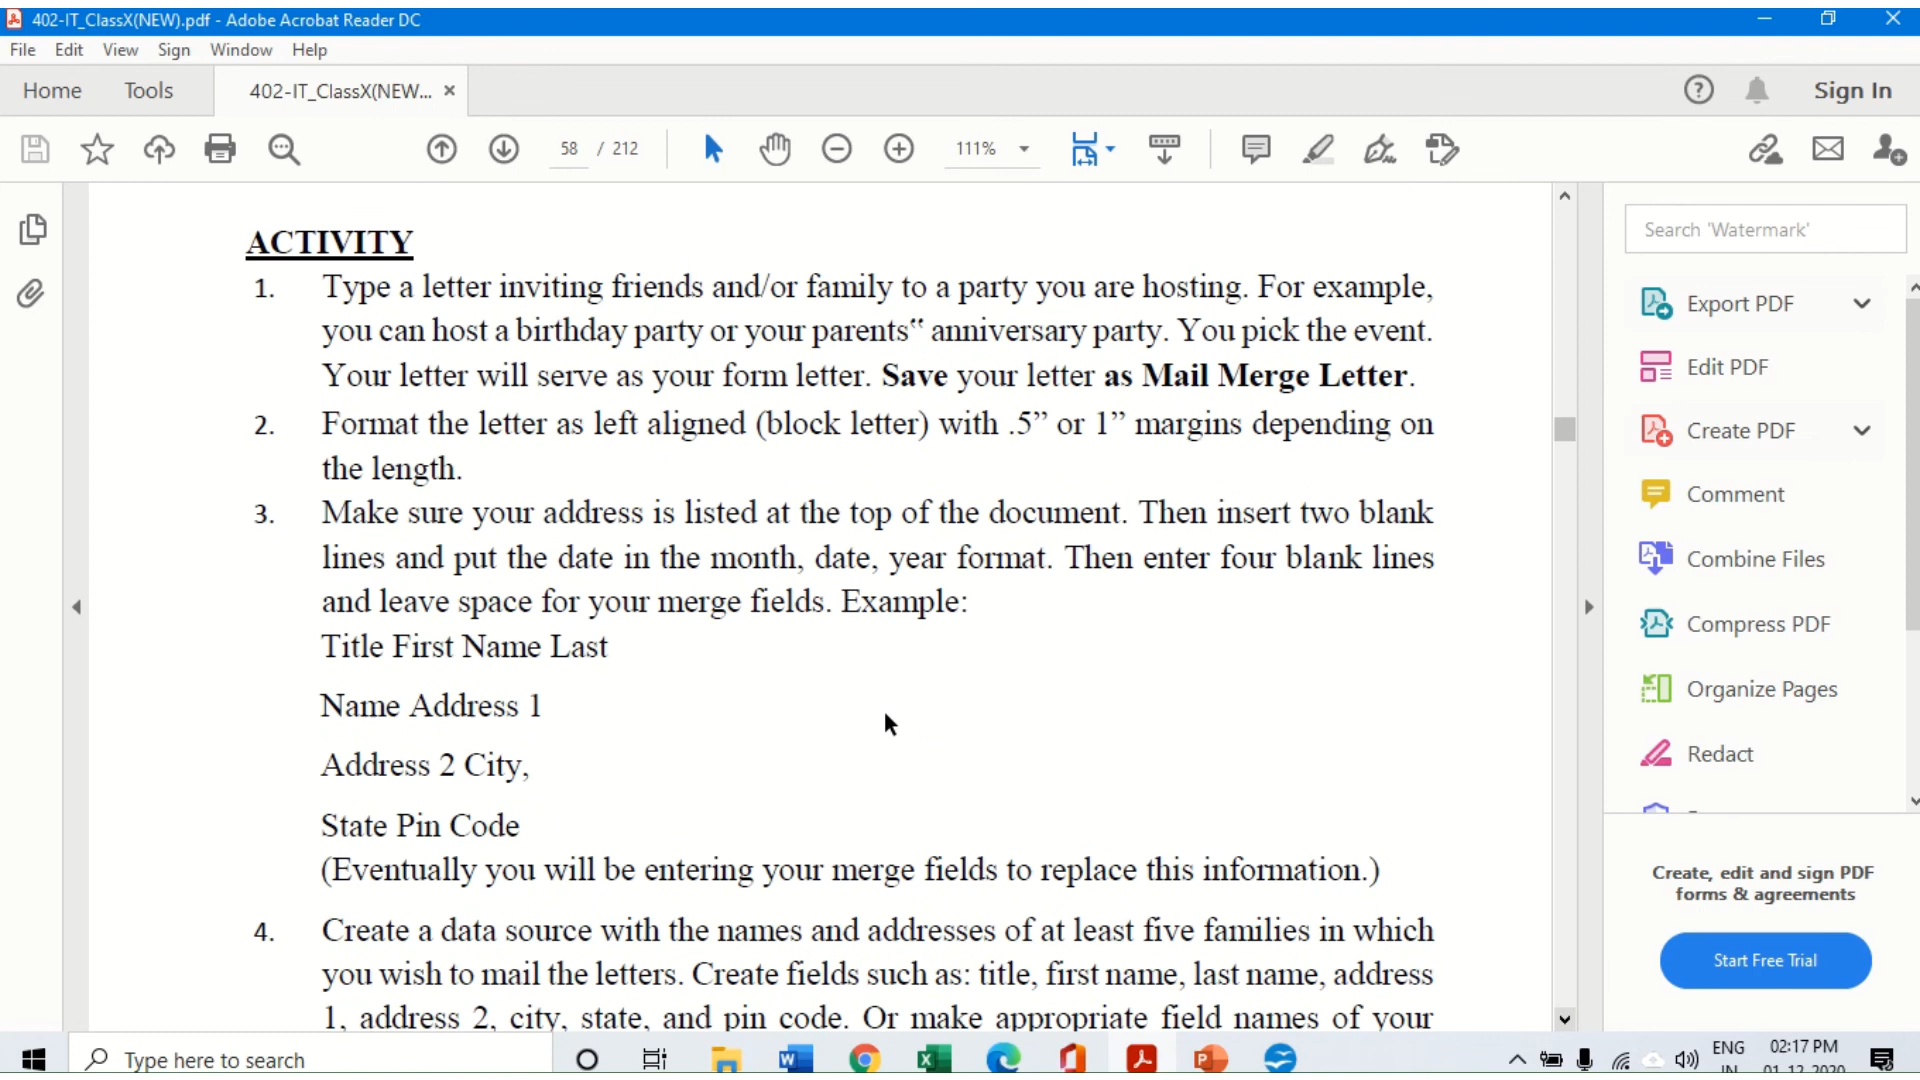 402-IT_ClassX(NEW).pdf - Adobe Acrobat Reader DC
File Edit View Sign Window Help
Home Tools 402-IT_ClassX(NEW... × Sign In
58 / 212 111%
ACTIVITY
1. Type a letter inviting friends and/or family to a party you are hosting. For example,
you can host a birthday party or your parents‟ anniversary party. You pick the event.
Your letter will serve as your form letter. Save your letter as Mail Merge Letter.
2. Format the letter as left aligned (block letter) with .5” or 1” margins depending on
the length.
3. Make sure your address is listed at the top of the document. Then insert two blank
lines and put the date in the month, date, year format. Then enter four blank lines
and leave space for your merge fields. Example:
Title First Name Last
Name Address 1
Address 2 City,
State Pin Code
(Eventually you will be entering your merge fields to replace this information.)
4. Create a data source with the names and addresses of at least five families in which
you wish to mail the letters. Create fields such as: title, first name, last name, address
1, address 2, city, state, and pin code. Or make appropriate field names of your
Search 'Watermark'
Export PDF
Edit PDF
Create PDF
Comment
Combine Files
Compress PDF
Organize Pages
Redact
Create, edit and sign PDF
forms & agreements
Start Free Trial
Type here to search
ENG
IN
02:17 PM
01-12-2020